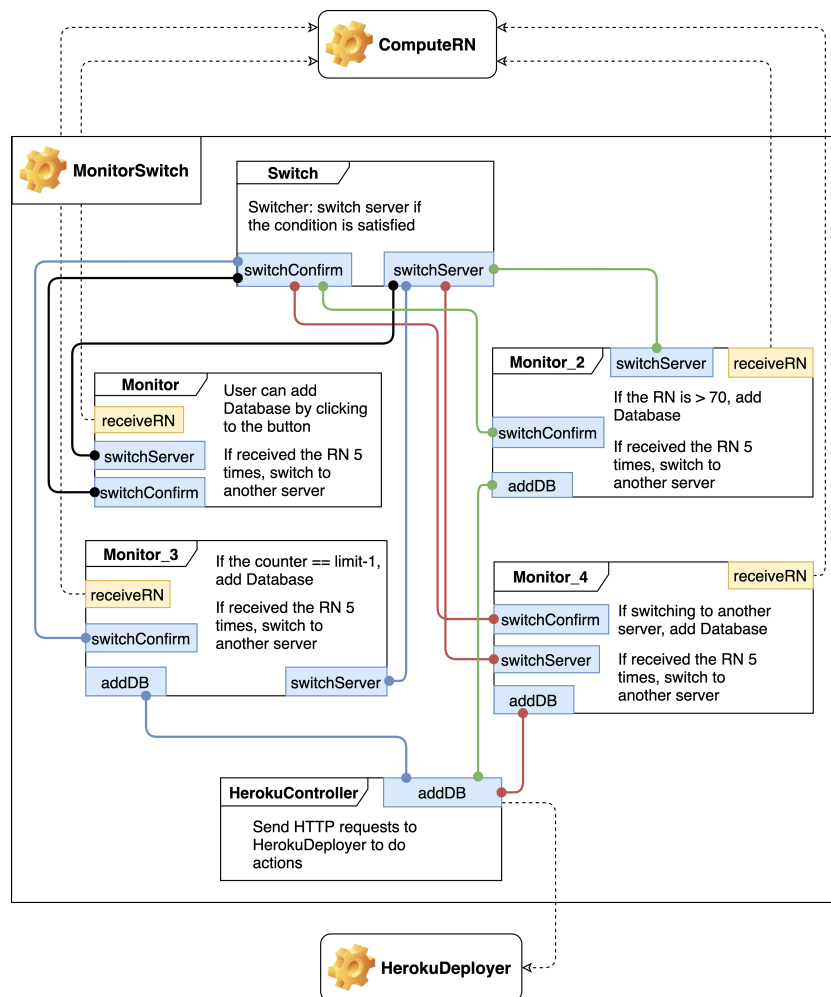 ComputeRN
MonitorSwitch
Switch
Switcher: switch server if
the condition is satisfied
switchConfirm
switchServer
Monitor
User can add
Database by clicking
to the button
receiveRN
switchServer
If received the RN 5
times, switch to
another server
switchConfirm
Monitor_2
switchServer
receiveRN
If the RN is > 70, add
Database
switchConfirm
If received the RN 5
times, switch to
another server
addDB
Monitor_3
If the counter == limit-1,
add Database
receiveRN
If received the RN 5
times, switch to
another server
switchConfirm
addDB
switchServer
Monitor_4
receiveRN
switchConfirm
If switching to another
server, add Database
switchServer
If received the RN 5
times, switch to
another server
addDB
HerokuController
addDB
Send HTTP requests to
HerokuDeployer to do
actions
HerokuDeployer